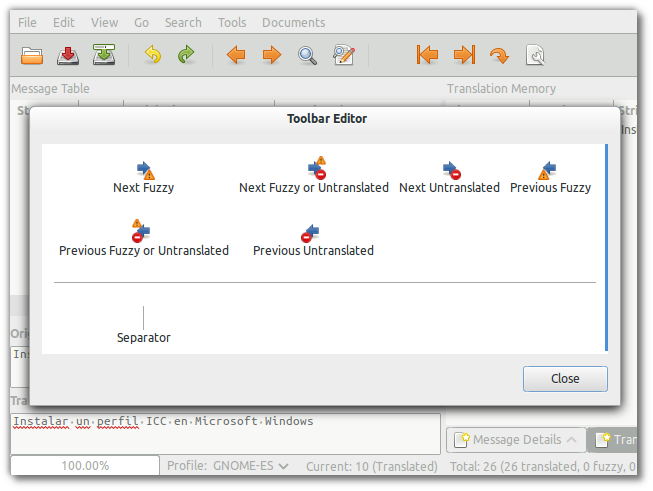 File Edit View Go Search Tools Documents
Message Table Translation Memory
Toolbar Editor
Next Fuzzy Next Fuzzy or Untranslated Next Untranslated Previous Fuzzy
Previous Fuzzy or Untranslated Previous Untranslated
Separator
Close
Instalar un perfil ICC en Microsoft Windows
Message Details
100.00% Profile: GNOME-ES Current: 10 (Translated) Total: 26 (26 translated, 0 fuzzy, 0